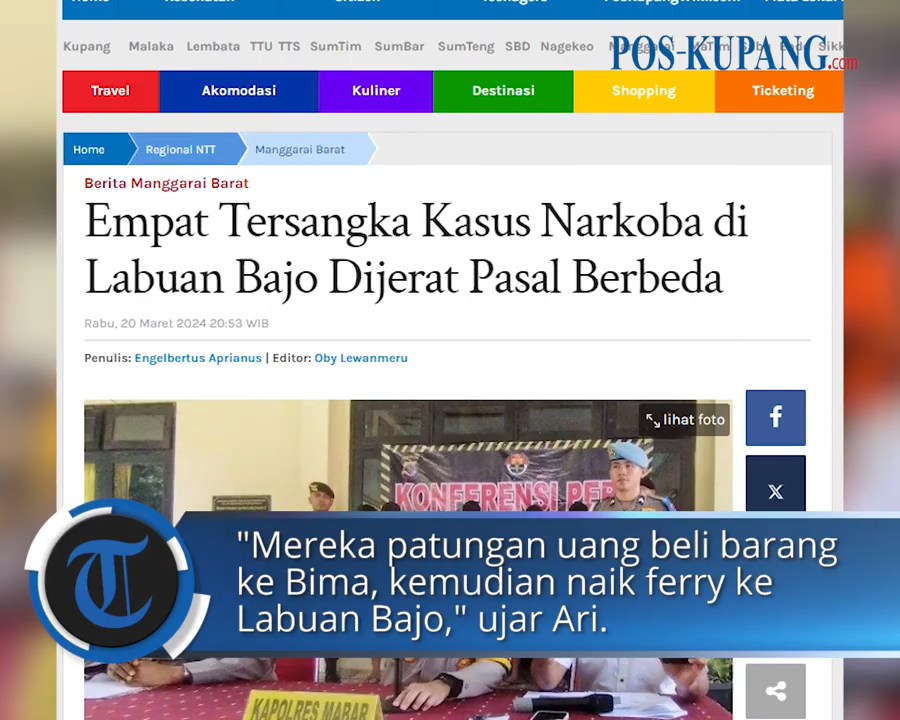 POS-KUPANG.com
Kupang Malaka Lembata TTU TTS SumTim SumBar SumTeng SBD Nagekeo
Travel Akomodasi Kuliner Destinasi Shopping Ticketing
Home Regional NTT Manggarai Barat
Berita Manggarai Barat
Empat Tersangka Kasus Narkoba di
Labuan Bajo Dijerat Pasal Berbeda
Rabu, 20 Maret 2024 20:53 WIB
Penulis: Engelbertus Aprianus | Editor: Oby Lewanmeru
lihat foto
f
X
KONFERENSI PER
"Mereka patungan uang beli barang
ke Bima, kemudian naik ferry ke
Labuan Bajo," ujar Ari.
T
KAPOLRES MABAR